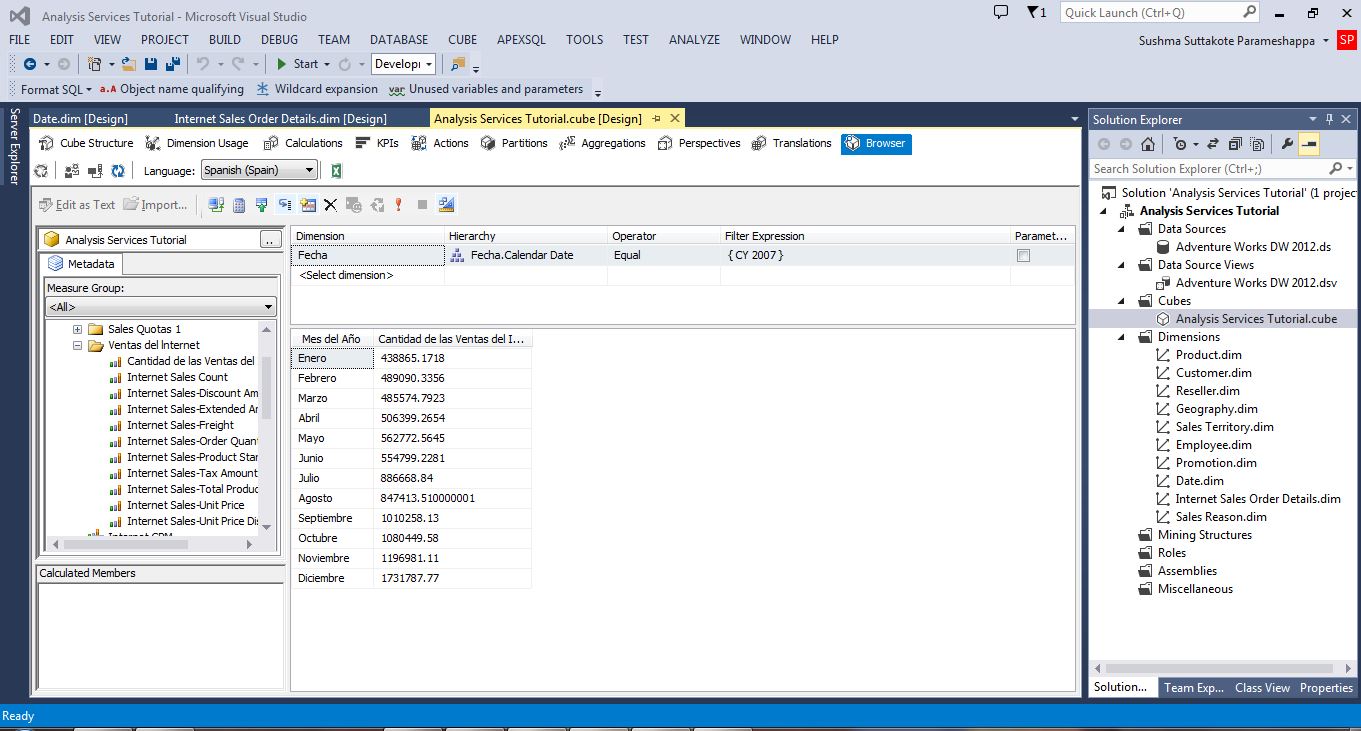 Analysis Services Tutorial - Microsoft Visual Studio
1
Quick Launch (Ctrl+Q)
FILE EDIT VIEW PROJECT BUILD DEBUG TEAM DATABASE CUBE APEXSQL TOOLS TEST ANALYZE WINDOW HELP
Sushma Suttakote Parameshappa SP
Start Develop
Format SQL a.A Object name qualifying Wildcard expansion var Unused variables and parameters
Server Explorer
Date.dim [Design] Internet Sales Order Details.dim [Design] Analysis Services Tutorial.cube [Design]
Cube Structure Dimension Usage Calculations KPIs Actions Partitions Aggregations Perspectives Translations Browser
Language: Spanish (Spain)
Edit as Text Import...
Analysis Services Tutorial ..
Metadata
Measure Group:
<All>
Sales Quotas 1
Ventas del Internet
Cantidad de las Ventas del
Internet Sales Count
Internet Sales-Discount Am
Internet Sales-Extended Ar
Internet Sales-Freight
Internet Sales-Order Quant
Internet Sales-Product Star
Internet Sales-Tax Amount
Internet Sales-Total Produc
Internet Sales-Unit Price
Internet Sales-Unit Price Dis
Calculated Members
Dimension Hierarchy Operator Filter Expression Paramet...
Fecha Fecha.Calendar Date Equal { CY 2007 }
<Select dimension>
Mes del Año Cantidad de las Ventas del I...
Enero 438865.1718
Febrero 489090.3356
Marzo 485574.7923
Abril 506399.2654
Mayo 562772.5645
Junio 554799.2281
Julio 886668.84
Agosto 847413.510000001
Septiembre 1010258.13
Octubre 1080449.58
Noviembre 1196981.11
Diciembre 1731787.77
Solution Explorer
Search Solution Explorer (Ctrl+;)
Solution 'Analysis Services Tutorial' (1 project
Analysis Services Tutorial
Data Sources
Adventure Works DW 2012.ds
Data Source Views
Adventure Works DW 2012.dsv
Cubes
Analysis Services Tutorial.cube
Dimensions
Product.dim
Customer.dim
Reseller.dim
Geography.dim
Sales Territory.dim
Employee.dim
Promotion.dim
Date.dim
Internet Sales Order Details.dim
Sales Reason.dim
Mining Structures
Roles
Assemblies
Miscellaneous
Solution... Team Exp... Class View Properties
Ready